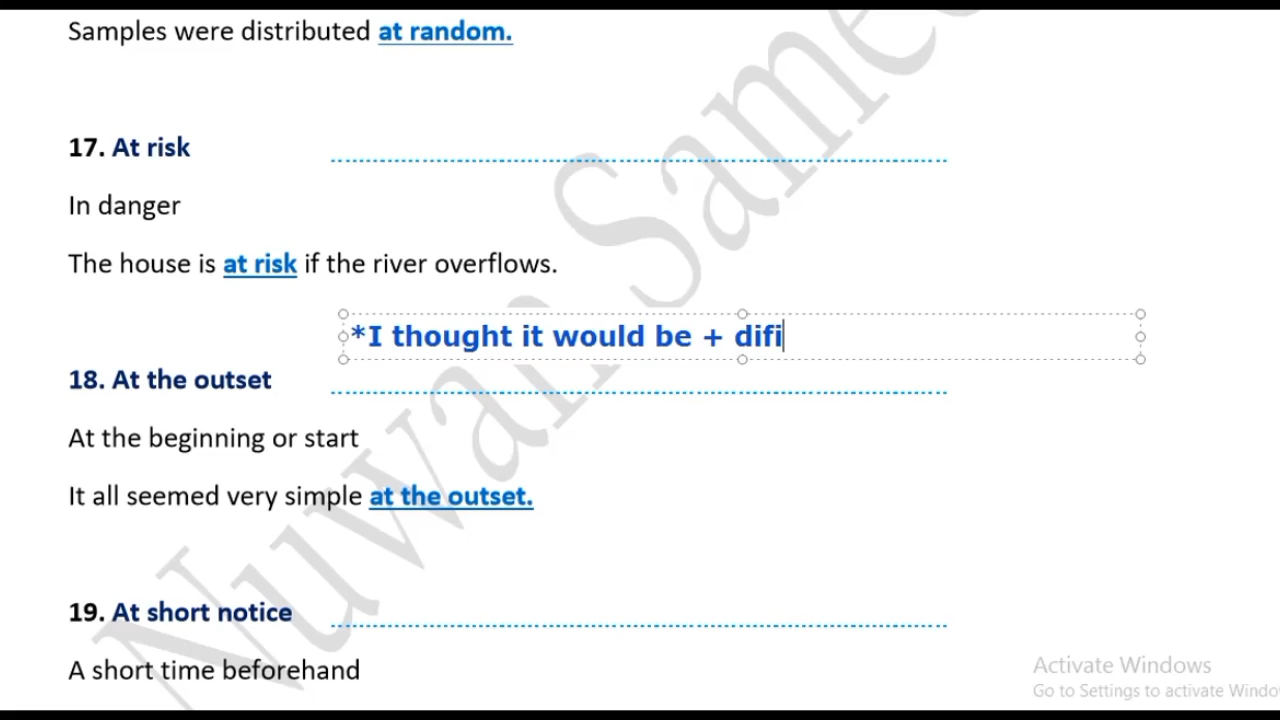 Samples were distributed at random.
17. At risk
In danger
The house is at risk if the river overflows.
*I thought it would be + difi
18. At the outset
At the beginning or start
It all seemed very simple at the outset.
19. At short notice
A short time beforehand
Nuwan Same
Activate Windows
Go to Settings to activate Windo